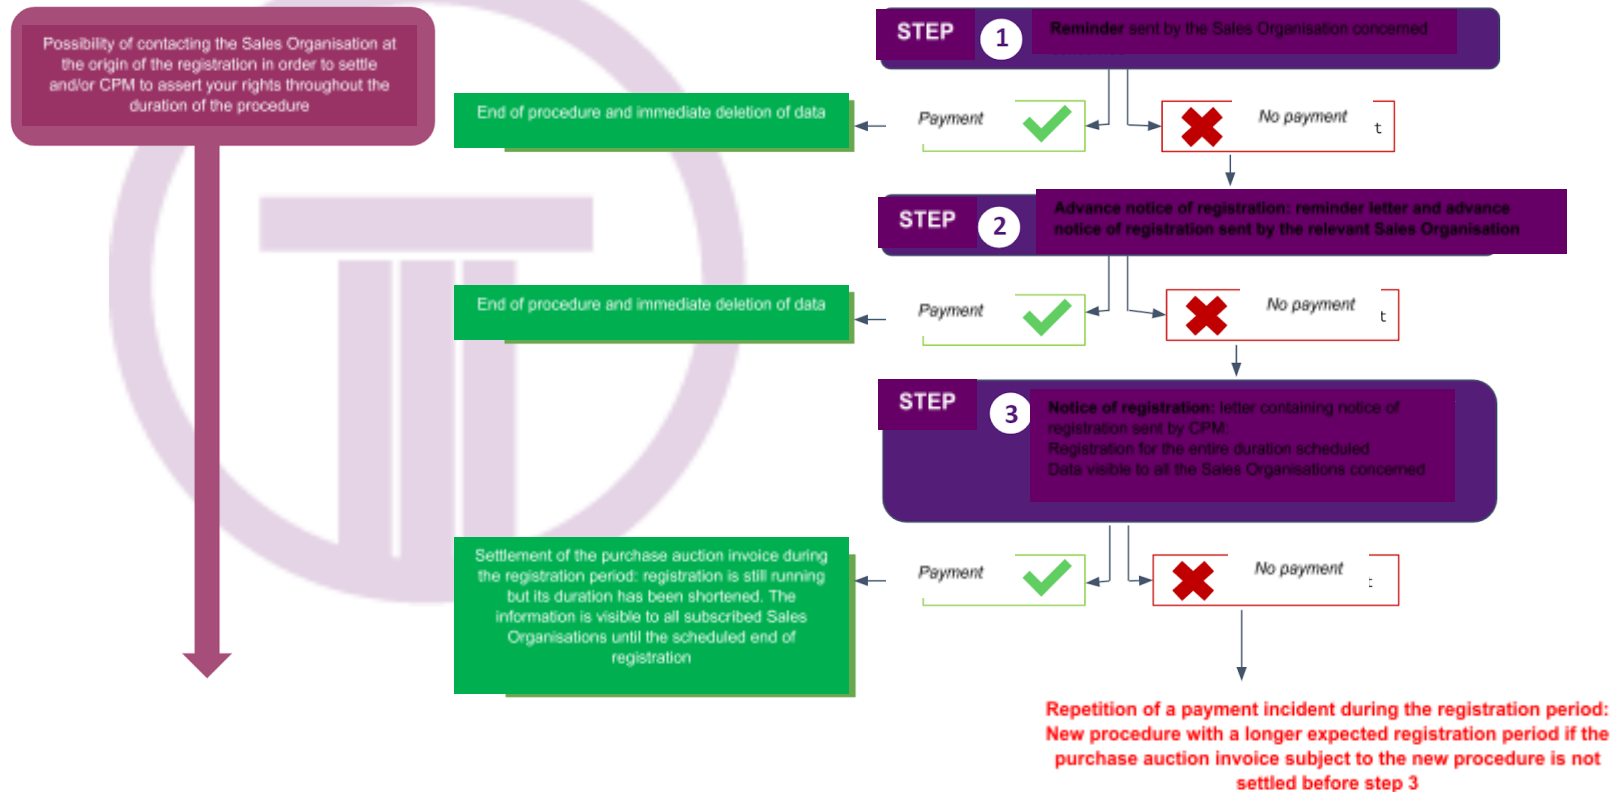 Possibility of contacting the Sales Organisation at
the origin of the registration in order to settle
and/or CPM to assert your rights throughout the
duration of the procedure
STEP 1 Reminder sent by the Sales Organisation concerned
End of procedure and immediate deletion of data
Payment
No payment
t
STEP 2 Advance notice of registration: reminder letter and advance
notice of registration sent by the relevant Sales Organisation
End of procedure and immediate deletion of data
Payment
No payment
t
STEP 3 Notice of registration: letter containing notice of
registration sent by CPM:
Registration for the entire duration scheduled
Data visible to all the Sales Organisations concerned
Settlement of the purchase auction invoice during
the registration period: registration is still running
but its duration has been shortened. The
information is visible to all subscribed Sales
Organisations until the scheduled end of
registration
Payment
No payment
Repetition of a payment incident during the registration period:
New procedure with a longer expected registration period if the
purchase auction invoice subject to the new procedure is not
settled before step 3